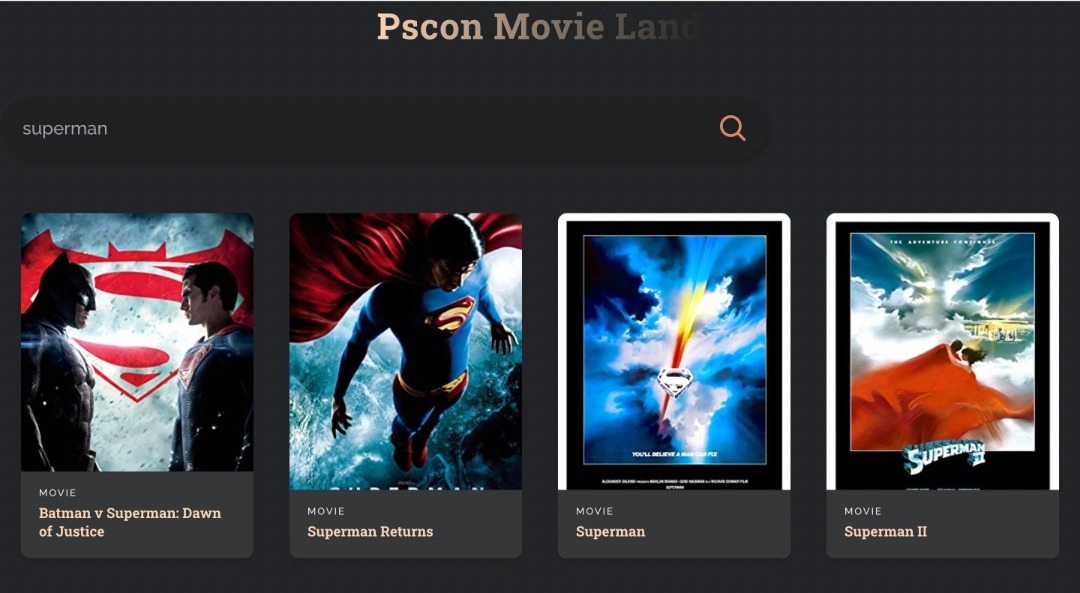 Pscon Movie Land
superman
THE ADVENTURE CONTINUES
YOU'LL BELIEVE A MAN CAN FLY.
SUPERMAN
SUPERMAN II
MOVIE
Batman v Superman: Dawn
of Justice
MOVIE
Superman Returns
MOVIE
Superman
MOVIE
Superman II